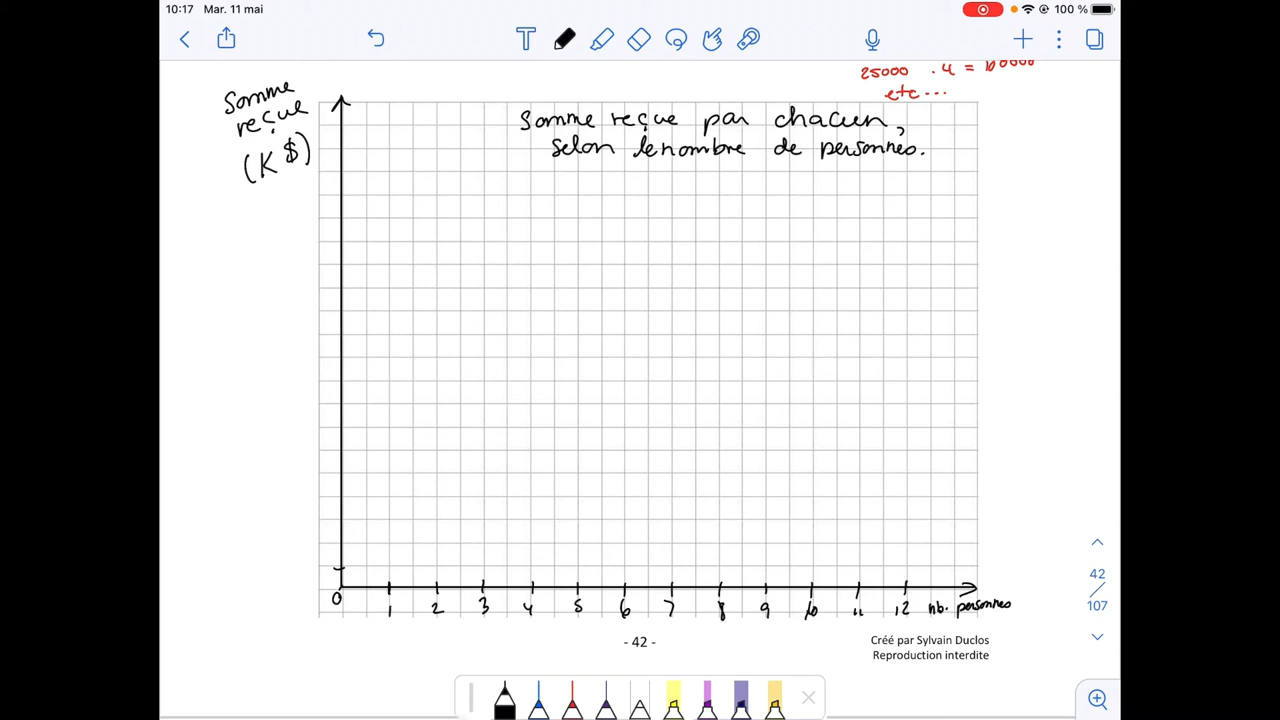 10:17 Mar. 11 mai
100 %
25000 . 4 = 100000
etc...
Somme
reçue
(K$)
Somme reçue par chacun,
selon le nombre de personnes.
0 1 2 3 4 5 6 7 8 9 10 11 12 nb. personnes
- 42 -
Créé par Sylvain Duclos
Reproduction interdite
42
/
107